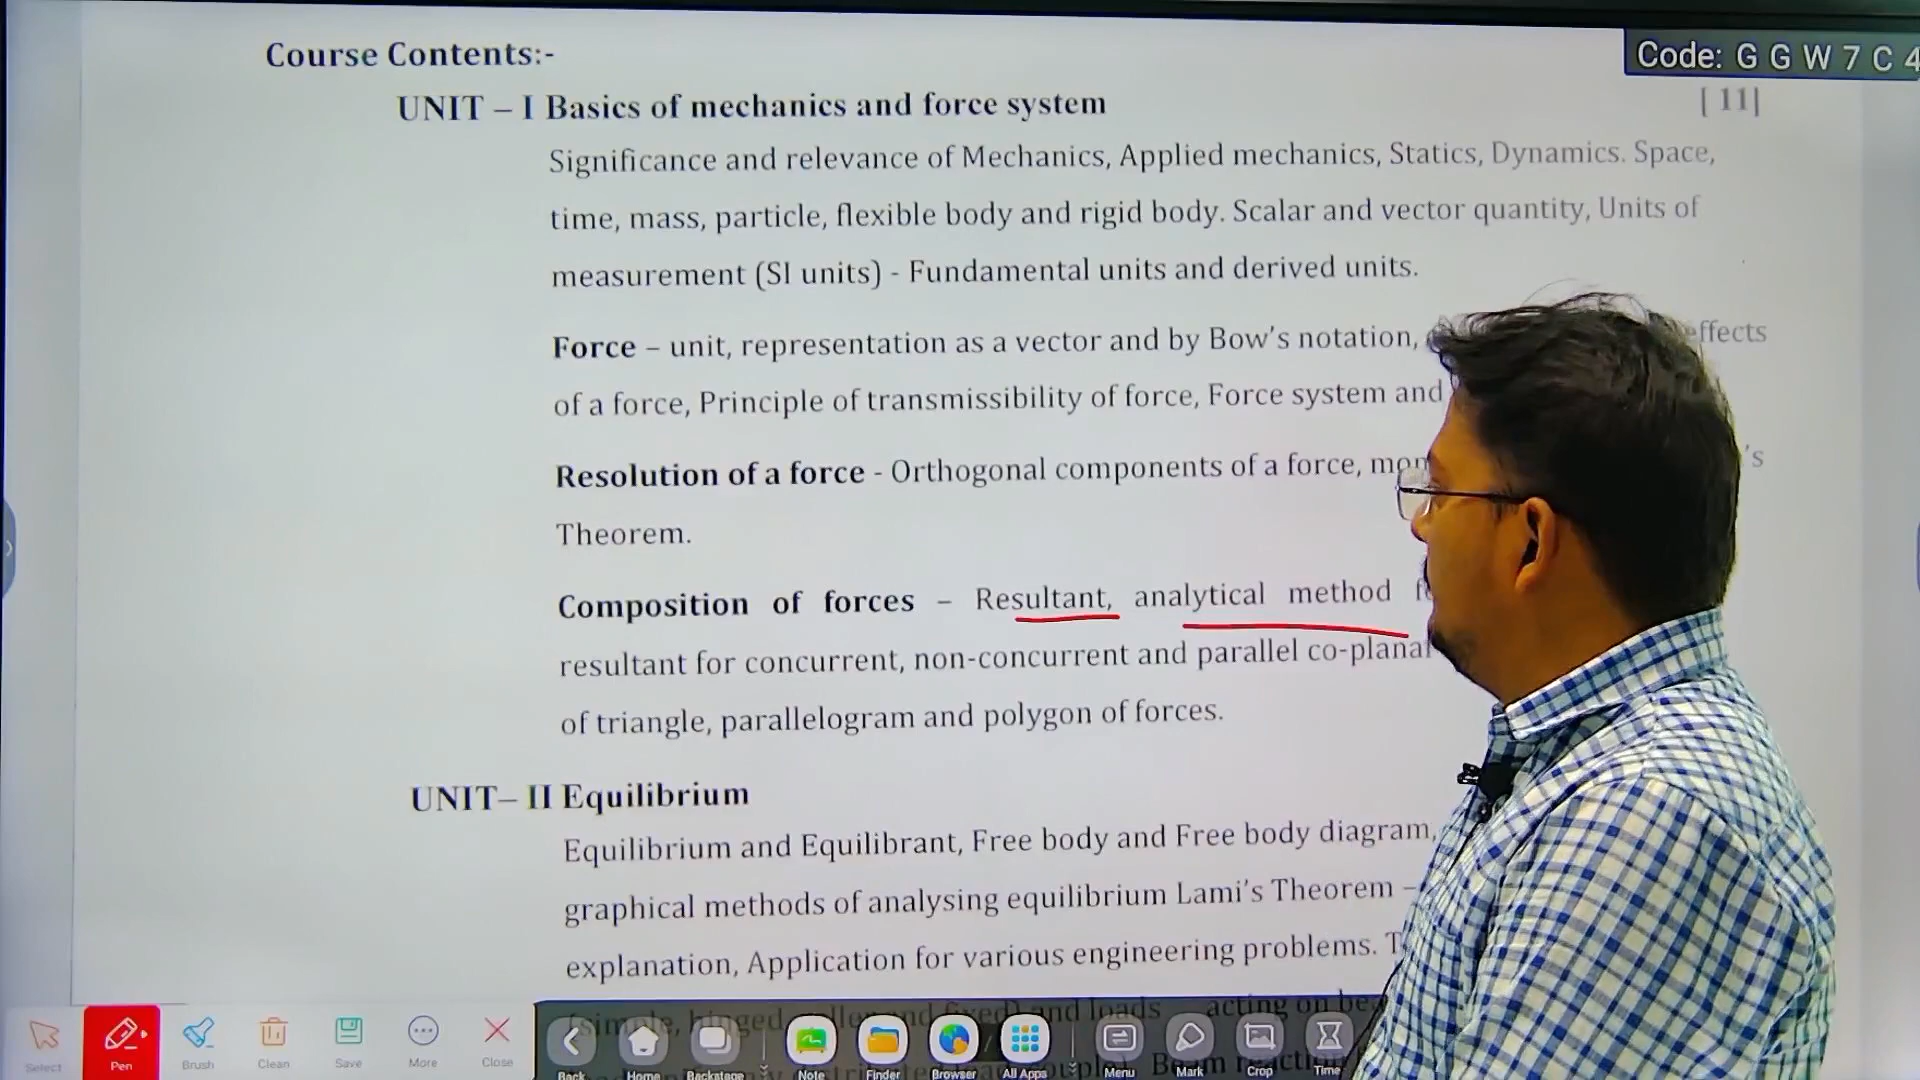 Course Contents:-
Code: G G W 7 C 4
UNIT – I Basics of mechanics and force system [ 11]
Significance and relevance of Mechanics, Applied mechanics, Statics, Dynamics. Space,
time, mass, particle, flexible body and rigid body. Scalar and vector quantity, Units of
measurement (SI units) - Fundamental units and derived units.
Force – unit, representation as a vector and by Bow's notation, effects
of a force, Principle of transmissibility of force, Force system and
Resolution of a force - Orthogonal components of a force, 's
Theorem.
Composition of forces – Resultant, analytical method
resultant for concurrent, non-concurrent and parallel
of triangle, parallelogram and polygon of forces.
UNIT– II Equilibrium
Equilibrium and Equilibrant, Free body and Free body diagram,
graphical methods of analysing equilibrium Lami's Theorem –
explanation, Application for various engineering problems.
and loads acting on
Beam
Select Pen Brush Clean Save More Close Back Home Backstage Note Finder Browser All Apps Menu Mark Crop Time